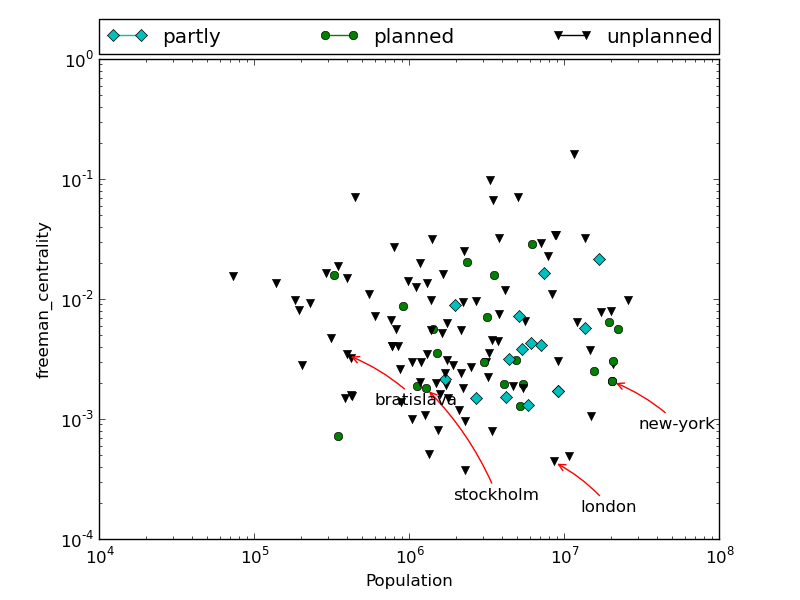 partly planned unplanned
10^0
10^-1
10^-2
10^-3
10^-4
freeman_centrality
bratislava
new-york
stockholm
london
10^4 10^5 10^6 10^7 10^8
Population